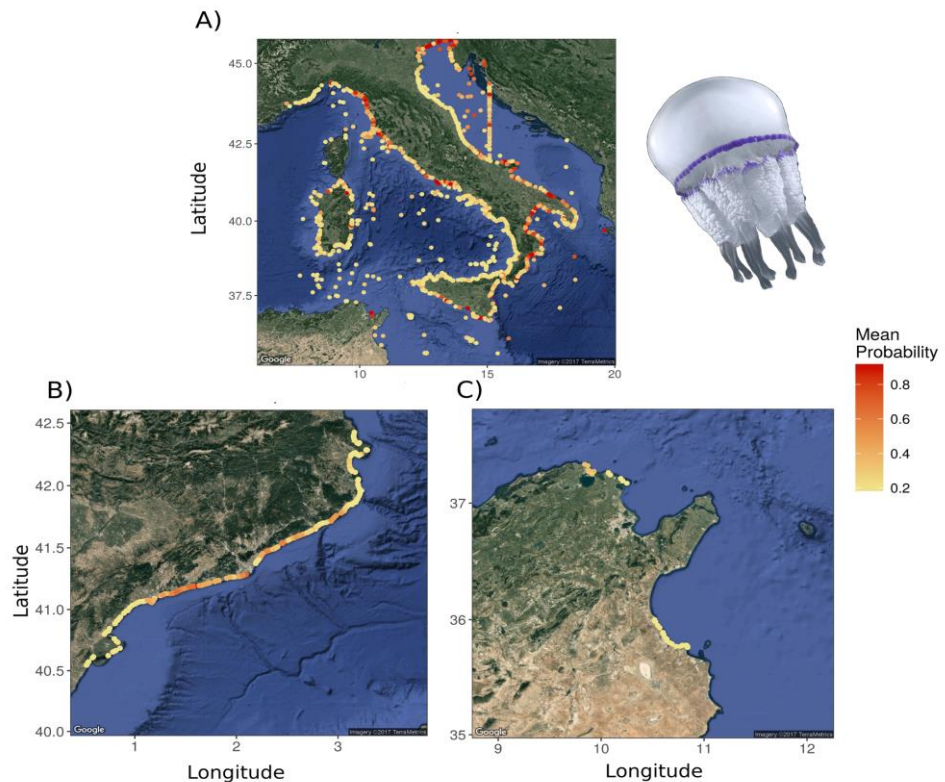 A)
Latitude
45.0
42.5
40.0
37.5
Google
Imagery ©2017 TerraMetrics
10
15
20
Mean
Probability
0.8
0.6
0.4
0.2
B)
Latitude
42.5
42.0
41.5
41.0
40.5
40.0
Google
Imagery ©2017 TerraMetrics
1
2
3
Longitude
C)
37
36
35
Google
Imagery ©2017 TerraMetrics
9
10
11
12
Longitude